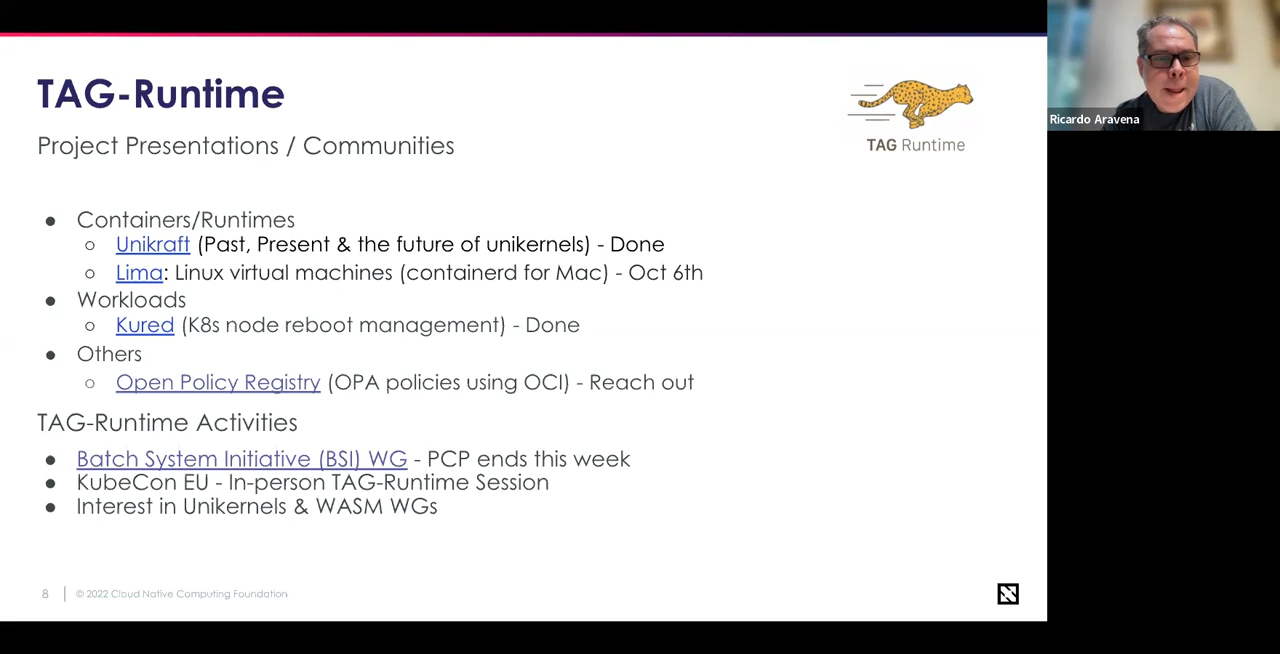 TAG-Runtime
Project Presentations / Communities
TAG Runtime
Ricardo Aravena
● Containers/Runtimes
○ Unikraft (Past, Present & the future of unikernels) - Done
○ Lima: Linux virtual machines (containerd for Mac) - Oct 6th
● Workloads
○ Kured (K8s node reboot management) - Done
● Others
○ Open Policy Registry (OPA policies using OCI) - Reach out
TAG-Runtime Activities
● Batch System Initiative (BSI) WG - PCP ends this week
● KubeCon EU - In-person TAG-Runtime Session
● Interest in Unikernels & WASM WGs
8 | © 2022 Cloud Native Computing Foundation